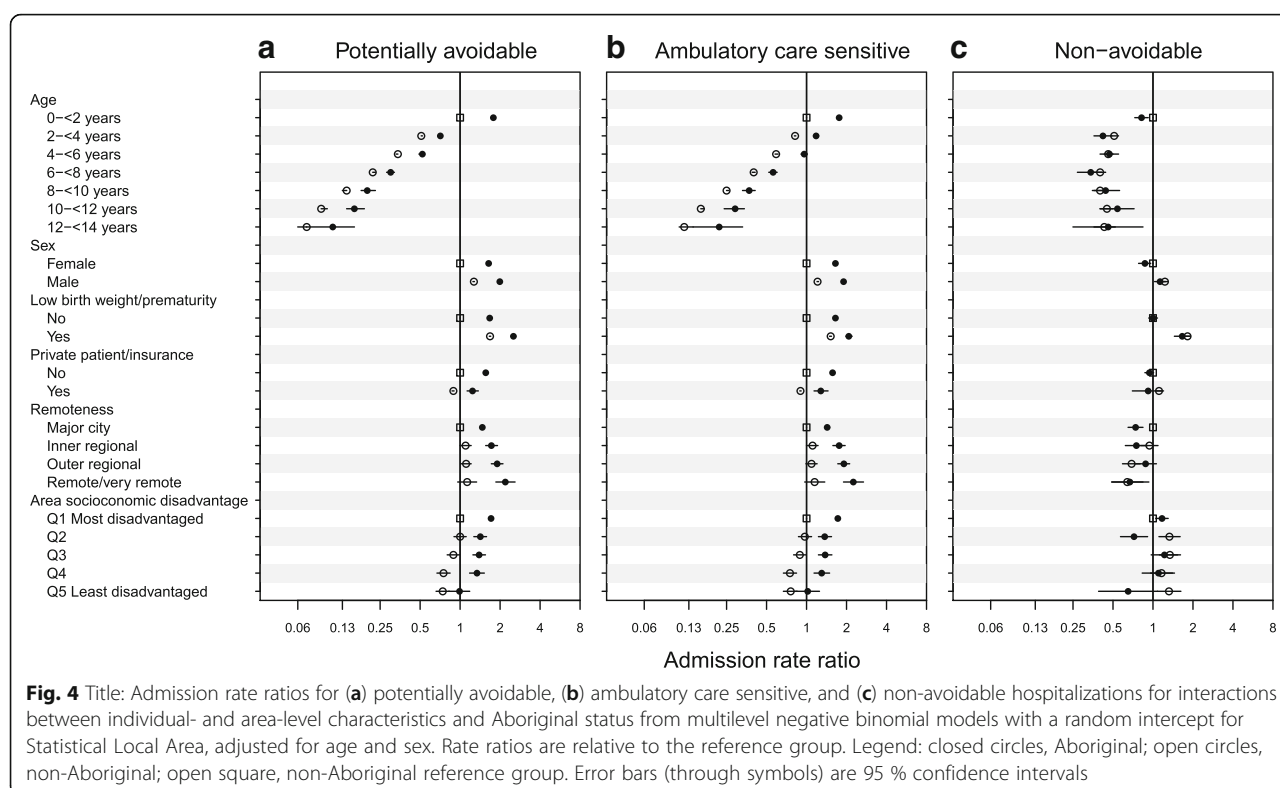 a Potentially avoidable b Ambulatory care sensitive c Non−avoidable
Age
0−<2 years
2−<4 years
4−<6 years
6−<8 years
8−<10 years
10−<12 years
12−<14 years
Sex
Female
Male
Low birth weight/prematurity
No
Yes
Private patient/insurance
No
Yes
Remoteness
Major city
Inner regional
Outer regional
Remote/very remote
Area socioeconomic disadvantage
Q1 Most disadvantaged
Q2
Q3
Q4
Q5 Least disadvantaged
0.06 0.13 0.25 0.5 1 2 4 8 0.06 0.13 0.25 0.5 1 2 4 8 0.06 0.13 0.25 0.5 1 2 4 8
Admission rate ratio
Fig. 4 Title: Admission rate ratios for (a) potentially avoidable, (b) ambulatory care sensitive, and (c) non-avoidable hospitalizations for interactions
between individual- and area-level characteristics and Aboriginal status from multilevel negative binomial models with a random intercept for
Statistical Local Area, adjusted for age and sex. Rate ratios are relative to the reference group. Legend: closed circles, Aboriginal; open circles,
non-Aboriginal; open square, non-Aboriginal reference group. Error bars (through symbols) are 95 % confidence intervals